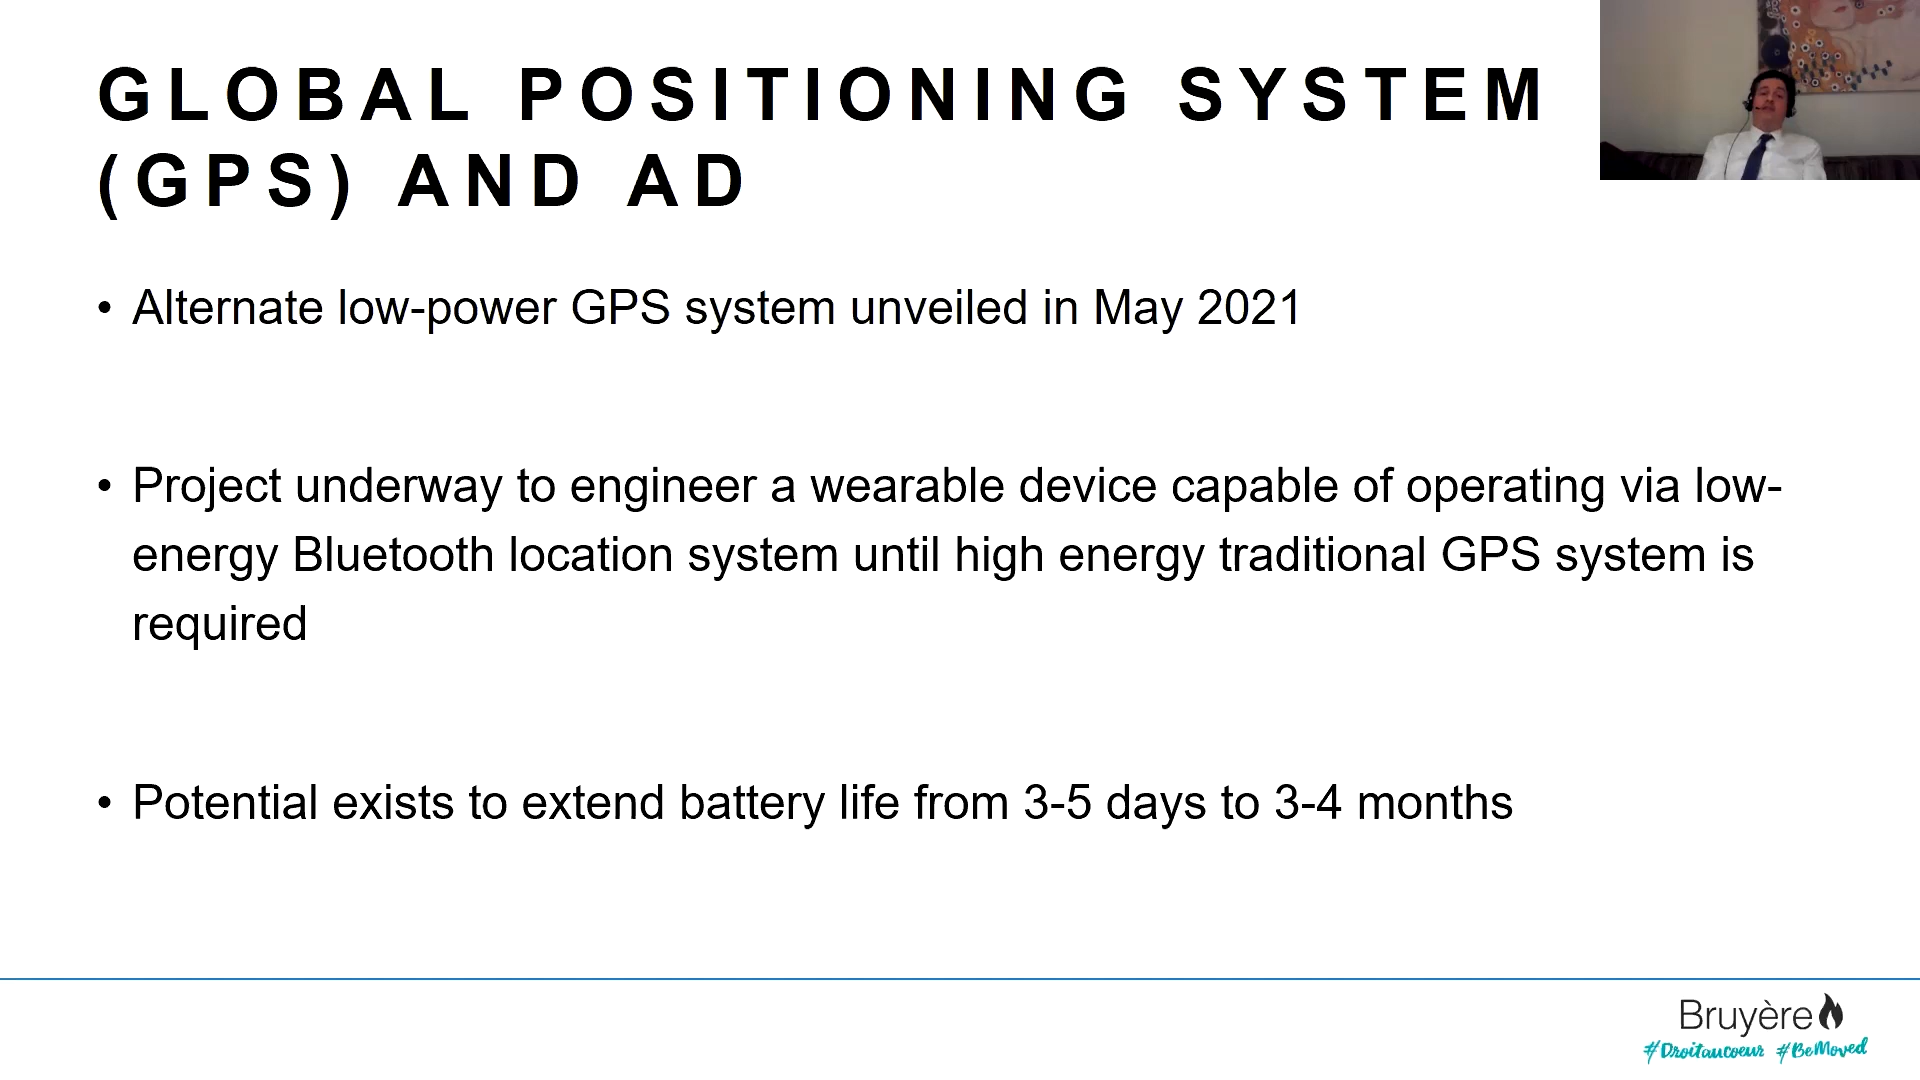 GLOBAL POSITIONING SYSTEM
(GPS) AND AD
• Alternate low-power GPS system unveiled in May 2021
• Project underway to engineer a wearable device capable of operating via low-
energy Bluetooth location system until high energy traditional GPS system is
required
• Potential exists to extend battery life from 3-5 days to 3-4 months
Bruyère
#Droitaucoeur #BeMoved